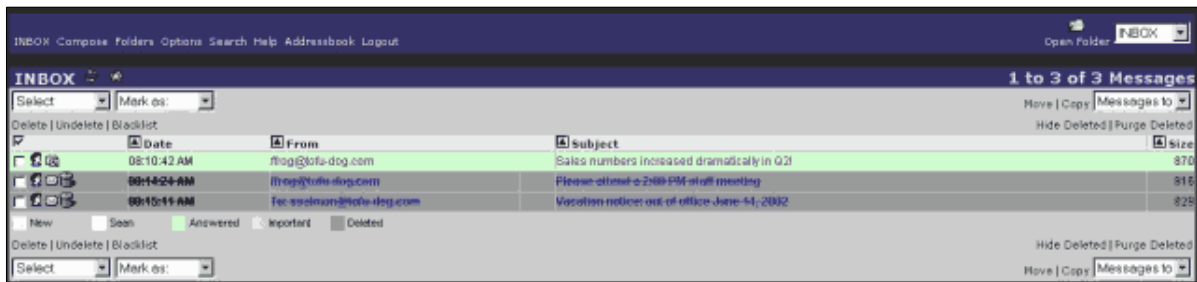 INBOX Compose Folders Options Search Help Addressbook Logout Open Folder INBOX
INBOX 1 to 3 of 3 Messages
Select Mark as: Move | Copy Messages to
Delete | Undelete | Blacklist Hide Deleted | Purge Deleted
Date From Subject Size
08:10:42 AM ffrog@tofu-dog.com Sales numbers increased dramatically in Q2! 870
08:14:24 AM ffrog@tofu-dog.com Please attend a 2:00 PM staff meeting 815
08:15:11 AM To: Vacation notice: out of office June 14, 2002 829
New Seen Answered Important Deleted
Delete | Undelete | Blacklist Hide Deleted | Purge Deleted
Select Mark as: Move | Copy Messages to